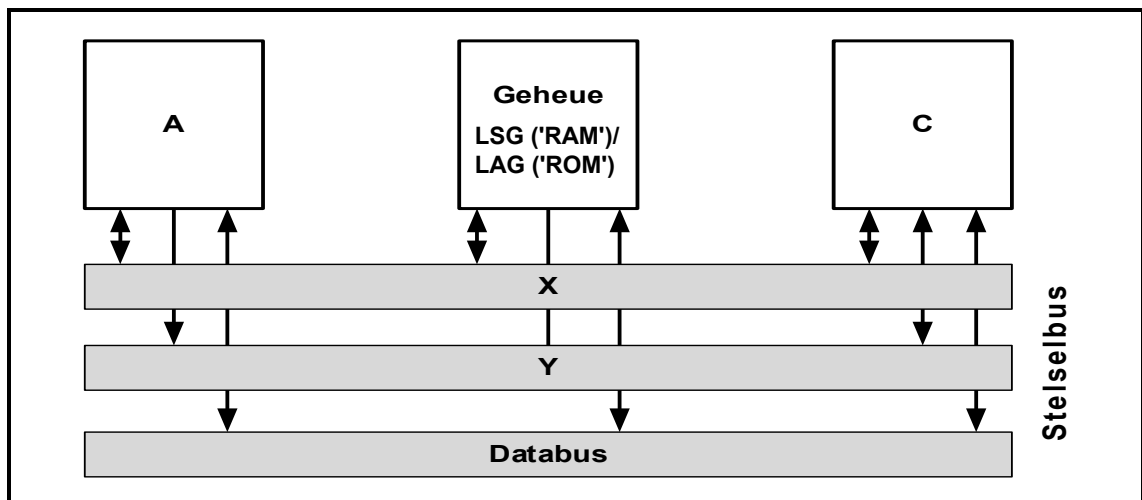 A
Geheue
LSG ('RAM')/
LAG ('ROM')
C
X
Y
Databus
Stelselbus